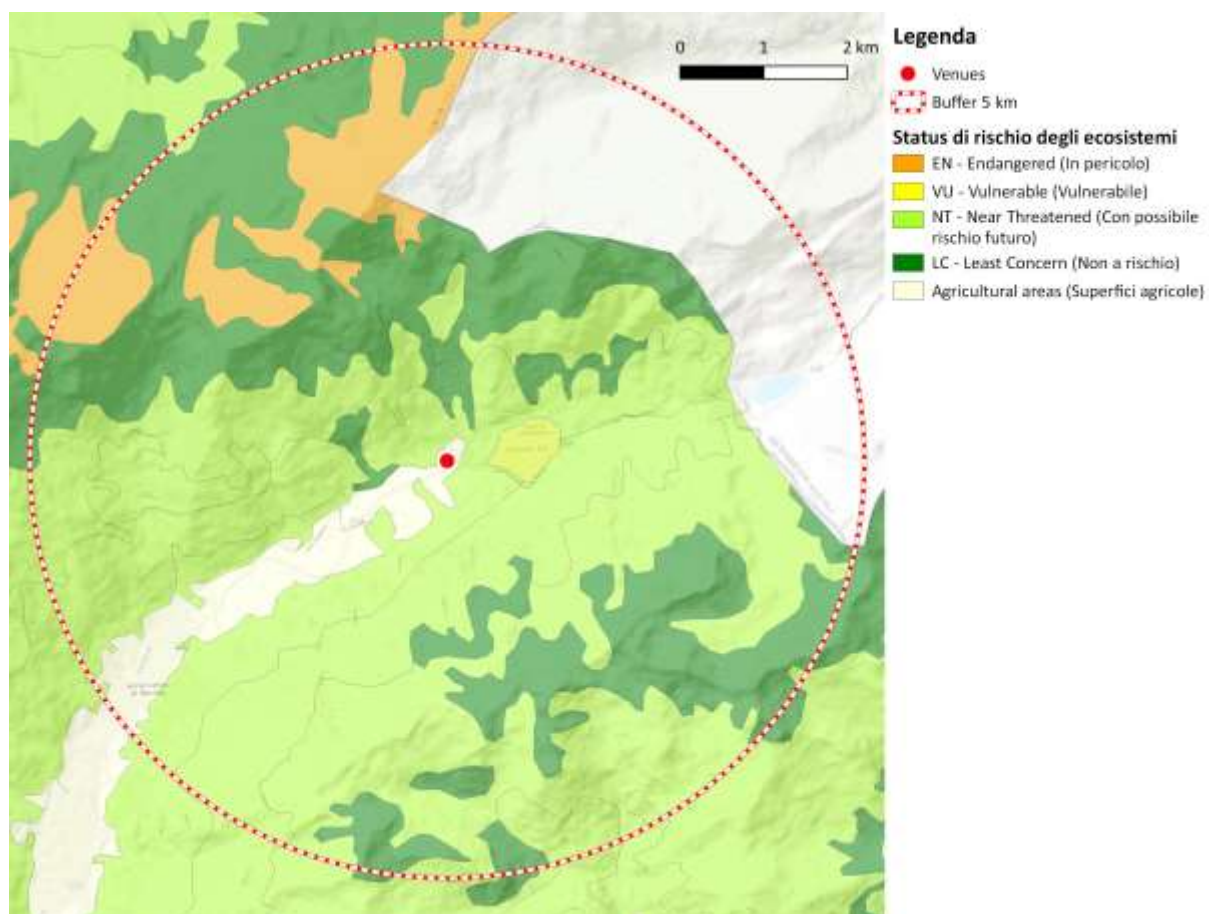 0 1 2 km
Legenda
Venues
Buffer 5 km
Status di rischio degli ecosistemi
EN - Endangered (In pericolo)
VU - Vulnerable (Vulnerabile)
NT - Near Threatened (Con possibile
rischio futuro)
LC - Least Concern (Non a rischio)
Agricultural areas (Superfici agricole)